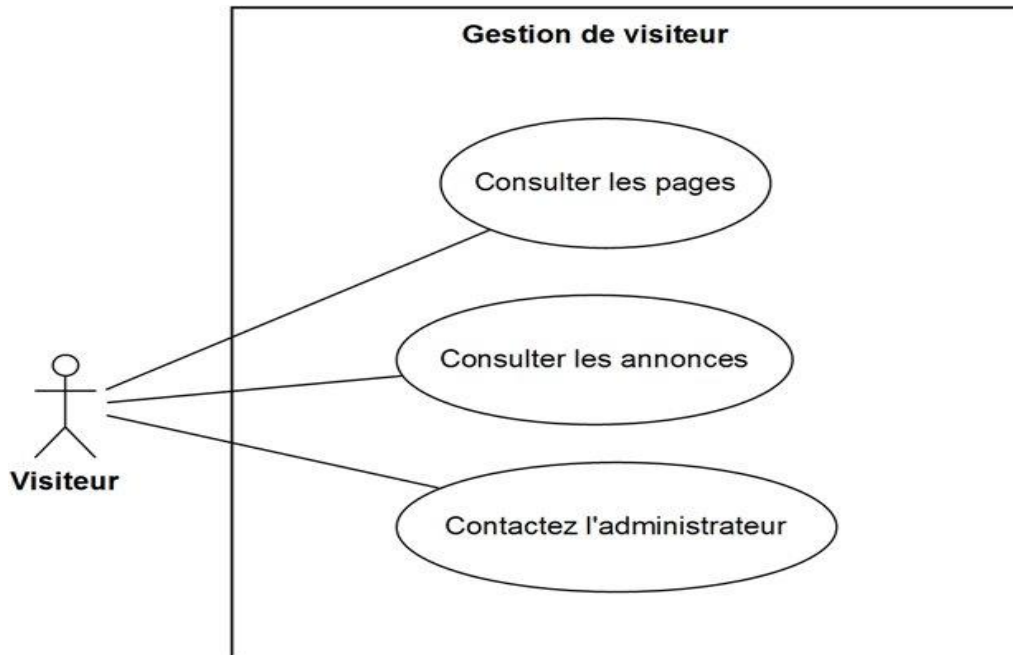 Gestion de visiteur
Consulter les pages
Consulter les annonces
Visiteur
Contactez l'administrateur